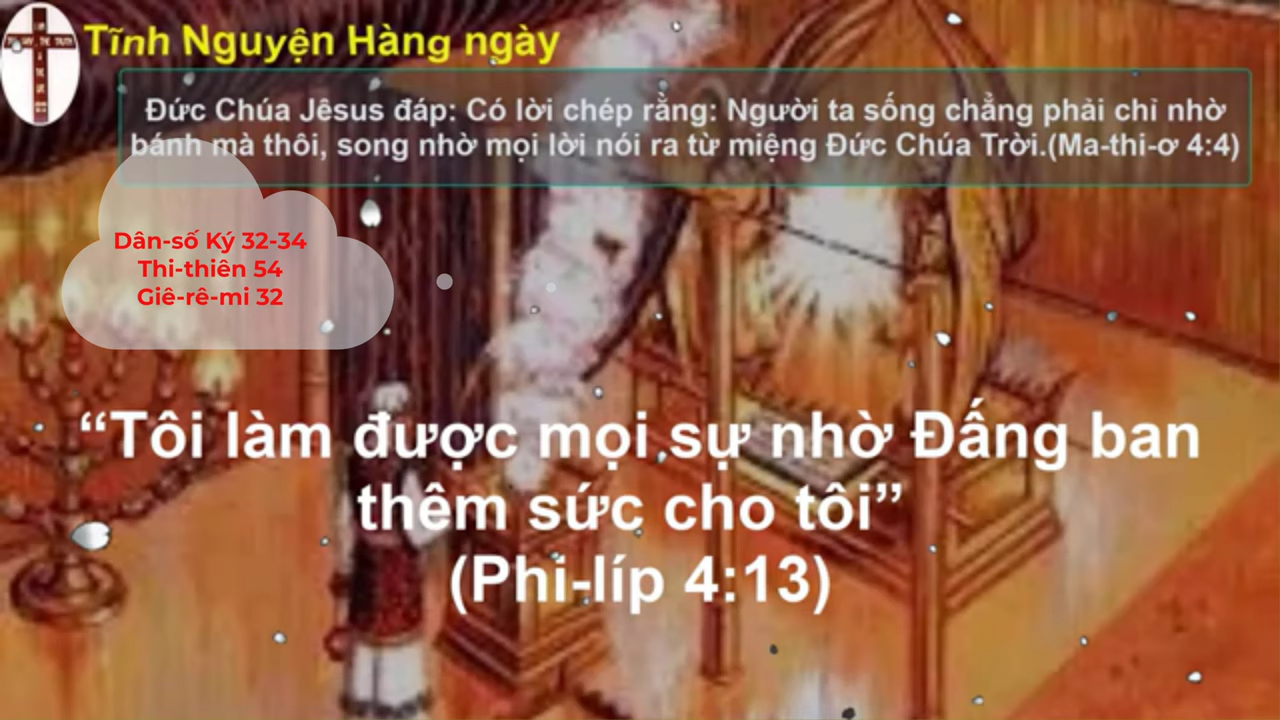 Tĩnh Nguyện Hàng ngày
Đức Chúa Jêsus đáp: Có lời chép rằng: Người ta sống chẳng phải chỉ nhờ
bánh mà thôi, song nhờ mọi lời nói ra từ miệng Đức Chúa Trời.(Ma-thi-ơ 4:4)
Dân-số Ký 32-34
Thi-thiên 54
Giê-rê-mi 32
“Tôi làm được mọi sự nhờ Đấng ban
thêm sức cho tôi”
(Phi-líp 4:13)